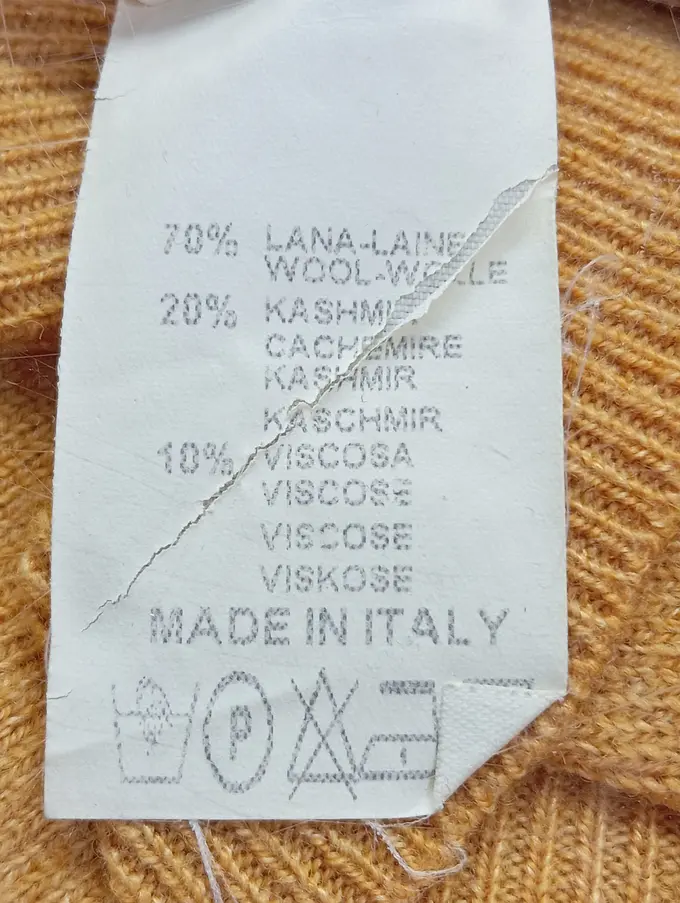 70% LANA-LAINE
WOOL-WOLLE
20% KASHMIR
CACHEMIRE
KASHMIR
KASCHMIR
10% VISCOSA
VISCOSE
VISCOSE
VISKOSE
MADE IN ITALY
P